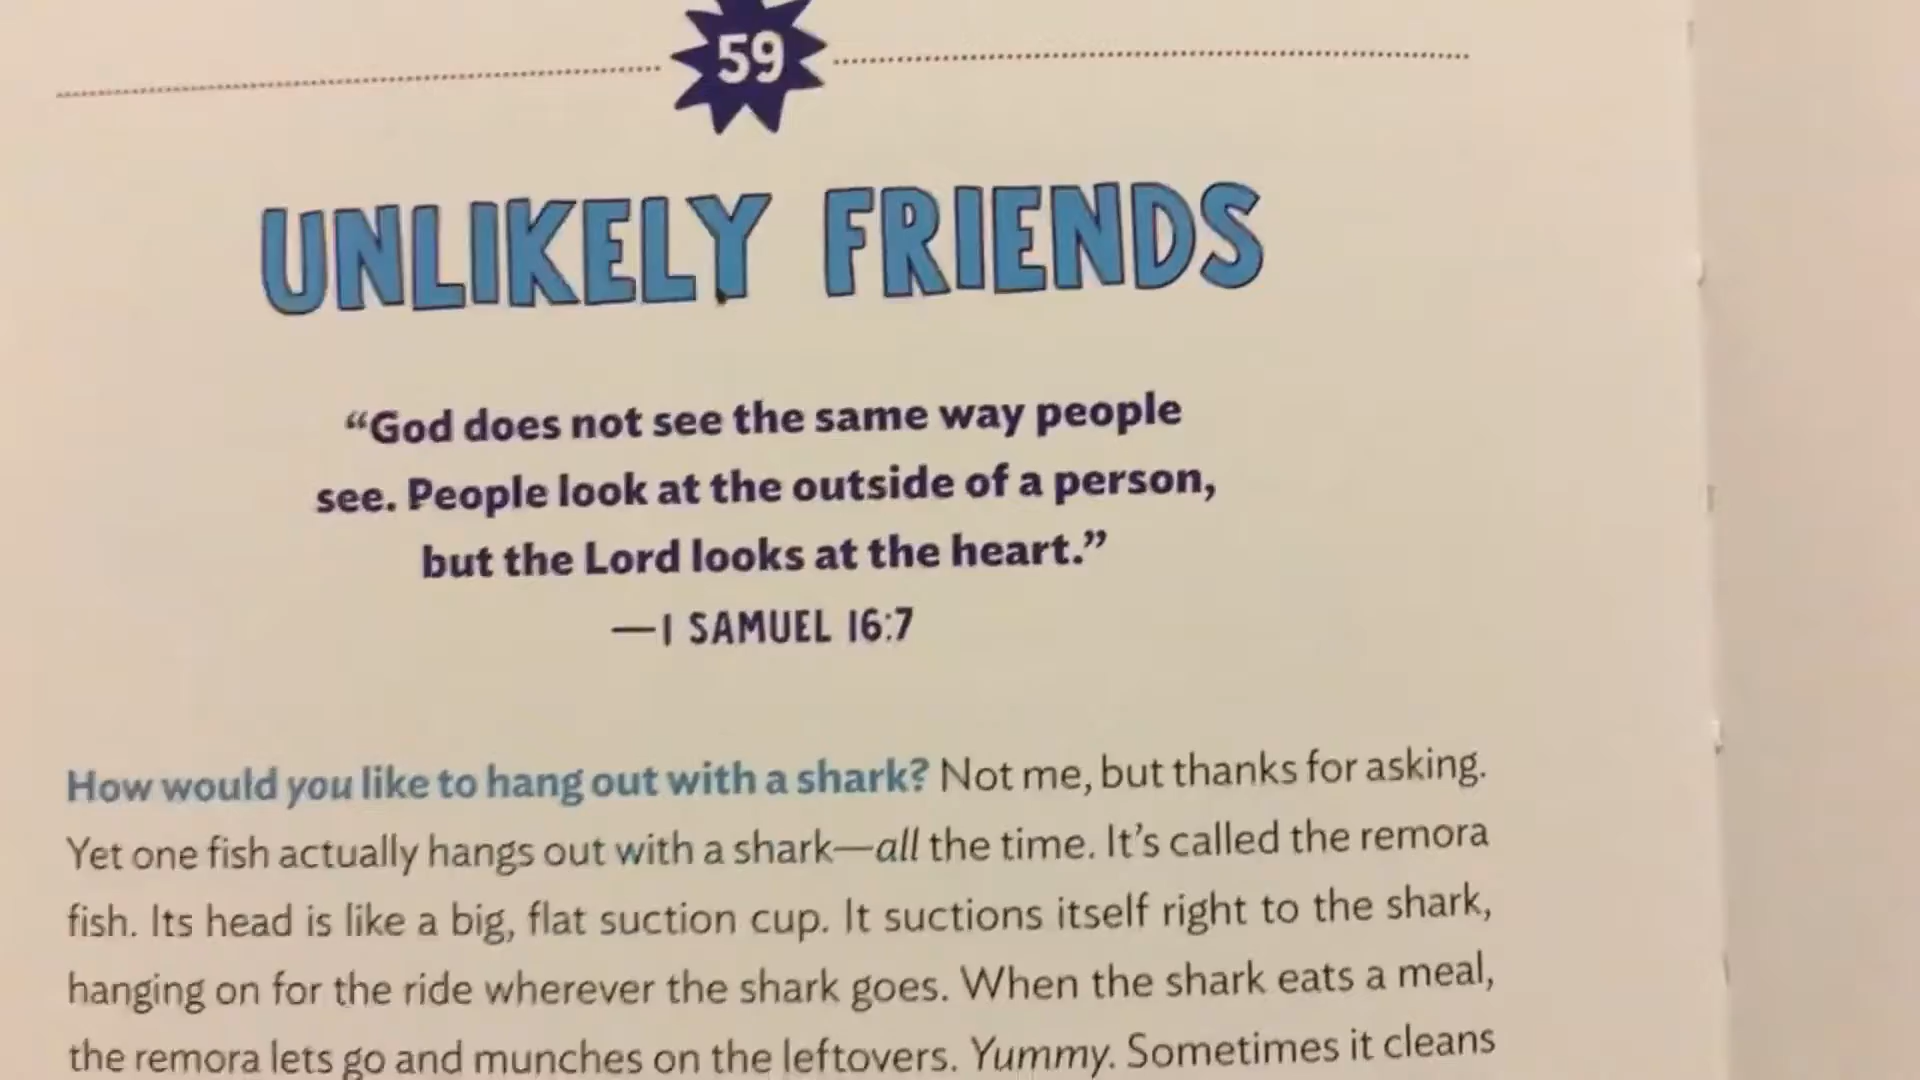 59
UNLIKELY FRIENDS
“God does not see the same way people
see. People look at the outside of a person,
but the Lord looks at the heart.”
—1 SAMUEL 16:7
How would you like to hang out with a shark? Not me, but thanks for asking.
Yet one fish actually hangs out with a shark—all the time. It’s called the remora
fish. Its head is like a big, flat suction cup. It suctions itself right to the shark,
hanging on for the ride wherever the shark goes. When the shark eats a meal,
the remora lets go and munches on the leftovers. Yummy. Sometimes it cleans